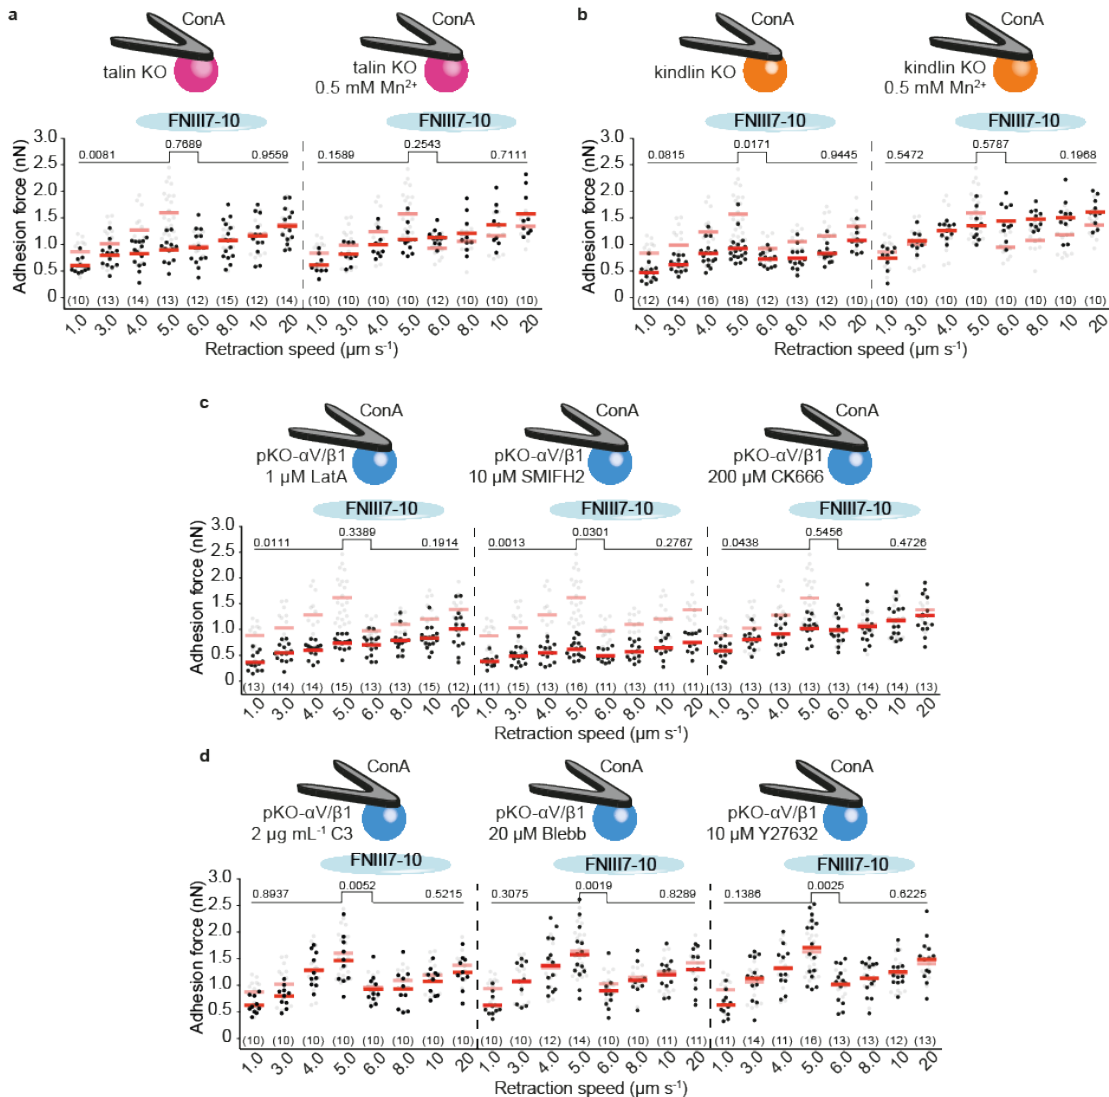 a
b
ConA
ConA
ConA
ConA
talin KO
talin KO
0.5 mM Mn²⁺
kindlin KO
kindlin KO
0.5 mM Mn²⁺
FNIII7-10
FNIII7-10
FNIII7-10
FNIII7-10
Adhesion force (nN)
3.0
2.5
2.0
1.5
1.0
0.5
0
0.0081
0.7689
0.9559
0.1589
0.2543
0.7111
(10) (13) (14) (13) (12) (15) (12) (14) (10) (10) (10) (10) (12) (10) (10) (10)
1.0 3.0 4.0 5.0 6.0 8.0 10 20 1.0 3.0 4.0 5.0 6.0 8.0 10 20
Retraction speed (µm s⁻¹)
Adhesion force (nN)
3.0
2.5
2.0
1.5
1.0
0.5
0
0.0815
0.0171
0.9445
0.5472
0.5787
0.1968
(12) (14) (16) (18) (12) (13) (12) (10) (10) (10) (10) (10) (10) (10) (10) (10)
1.0 3.0 4.0 5.0 6.0 8.0 10 20 1.0 3.0 4.0 5.0 6.0 8.0 10 20
Retraction speed (µm s⁻¹)
c
ConA
ConA
ConA
pKO-αV/β1
1 µM LatA
pKO-αV/β1
10 µM SMIFH2
pKO-αV/β1
200 µM CK666
FNIII7-10
FNIII7-10
FNIII7-10
Adhesion force (nN)
3.0
2.5
2.0
1.5
1.0
0.5
0
0.0111
0.3389
0.1914
0.0013
0.0301
0.2767
0.0438
0.5456
0.4726
(13) (14) (14) (15) (13) (13) (15) (12) (11) (15) (13) (16) (11) (13) (11) (11) (13) (13) (13) (13) (13) (14) (14) (13)
1.0 3.0 4.0 5.0 6.0 8.0 10 20 1.0 3.0 4.0 5.0 6.0 8.0 10 20 1.0 3.0 4.0 5.0 6.0 8.0 10 20
Retraction speed (µm s⁻¹)
d
ConA
ConA
ConA
pKO-αV/β1
2 µg mL⁻¹ C3
pKO-αV/β1
20 µM Blebb
pKO-αV/β1
10 µM Y27632
FNIII7-10
FNIII7-10
FNIII7-10
Adhesion force (nN)
3.0
2.5
2.0
1.5
1.0
0.5
0
0.8937
0.0052
0.5215
0.3075
0.0019
0.8289
0.1386
0.0025
0.6225
(10) (10) (10) (10) (10) (10) (10) (10) (10) (10) (12) (14) (10) (10) (11) (11) (11) (14) (11) (16) (13) (13) (12) (13)
1.0 3.0 4.0 5.0 6.0 8.0 10 20 1.0 3.0 4.0 5.0 6.0 8.0 10 20 1.0 3.0 4.0 5.0 6.0 8.0 10 20
Retraction speed (µm s⁻¹)